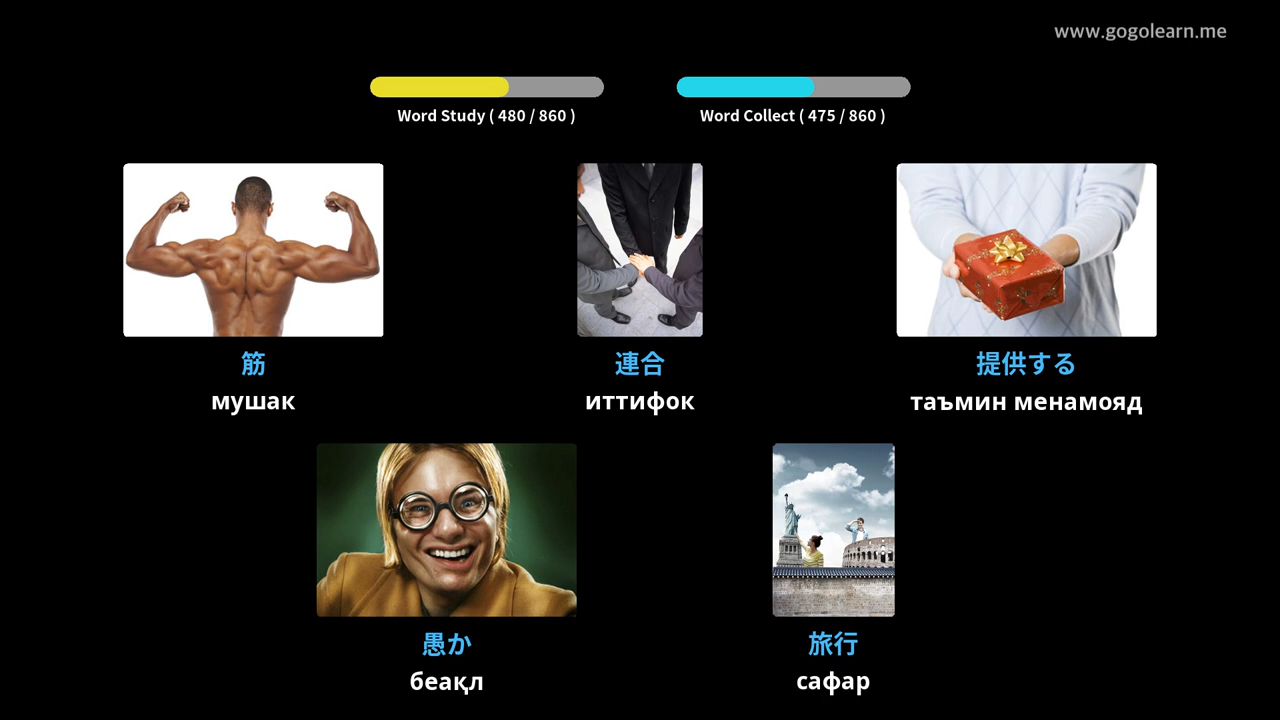 www.gogolearn.me
Word Study ( 480 / 860 )
Word Collect ( 475 / 860 )
筋
連合
提供する
мушак
иттифок
таъмин менамояд
愚か
旅行
беақл
сафар